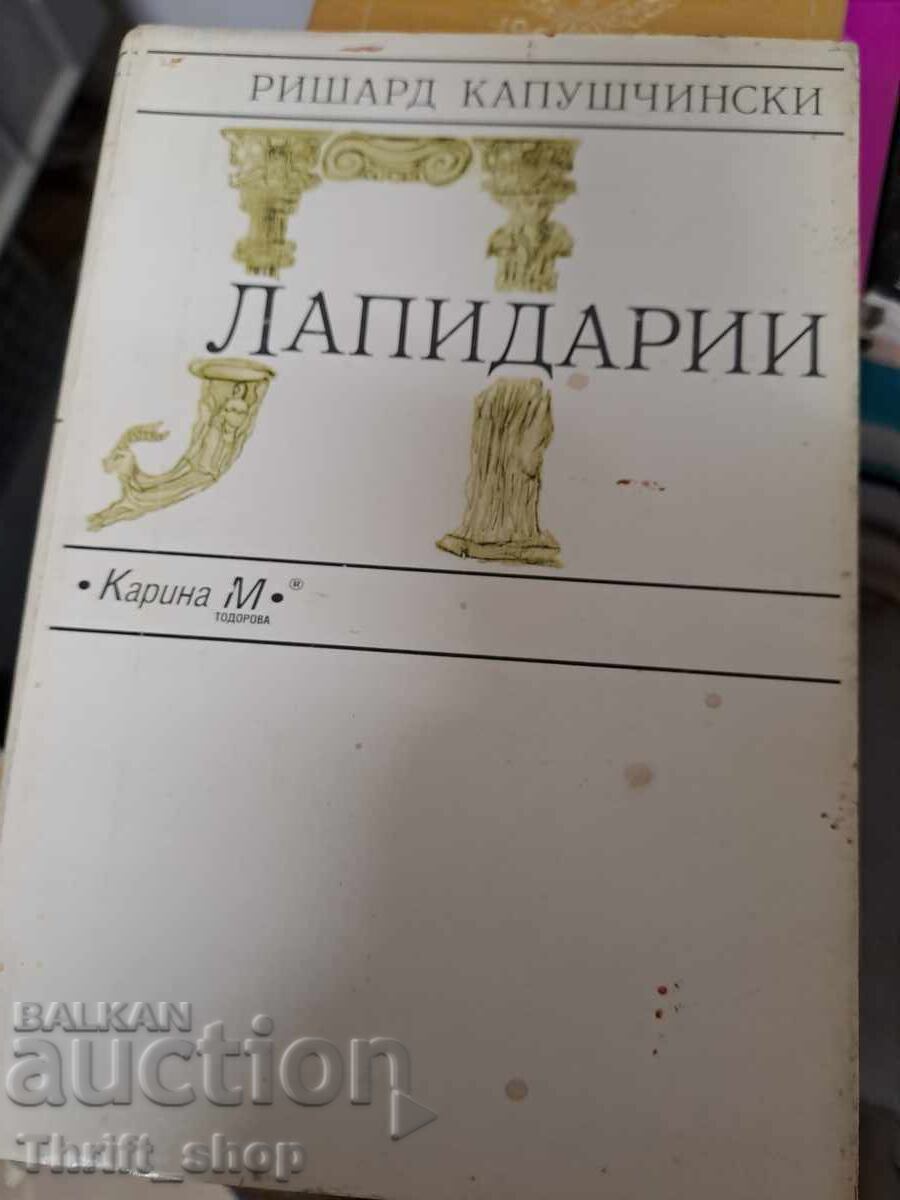 РИШАРД КАПУШЧИНСКИ
ЛАПИДАРИИ
• Карина М • ®
ТОДОРОВА
BALKAN
auction
Thrift_shop